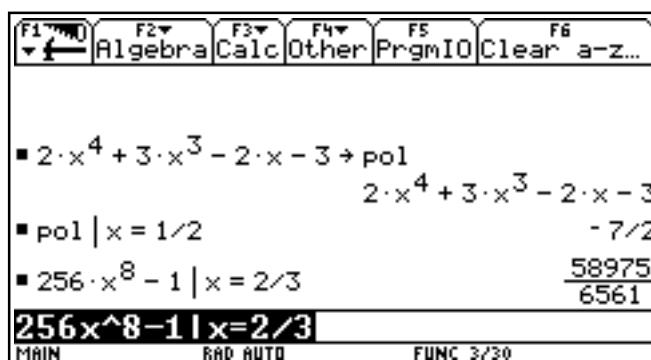 F1▼ F2▼ F3▼ F4▼ F5 F6
Algebra Calc Other PrgmIO Clear a-z…
▪ 2·x^4 + 3·x^3 − 2·x − 3 → pol
2·x^4 + 3·x^3 − 2·x − 3
▪ pol | x = 1/2
-7/2
▪ 256·x^8 − 1 | x = 2/3
58975
6561
256x^8-1|x=2/3
MAIN RAD AUTO FUNC 3/30